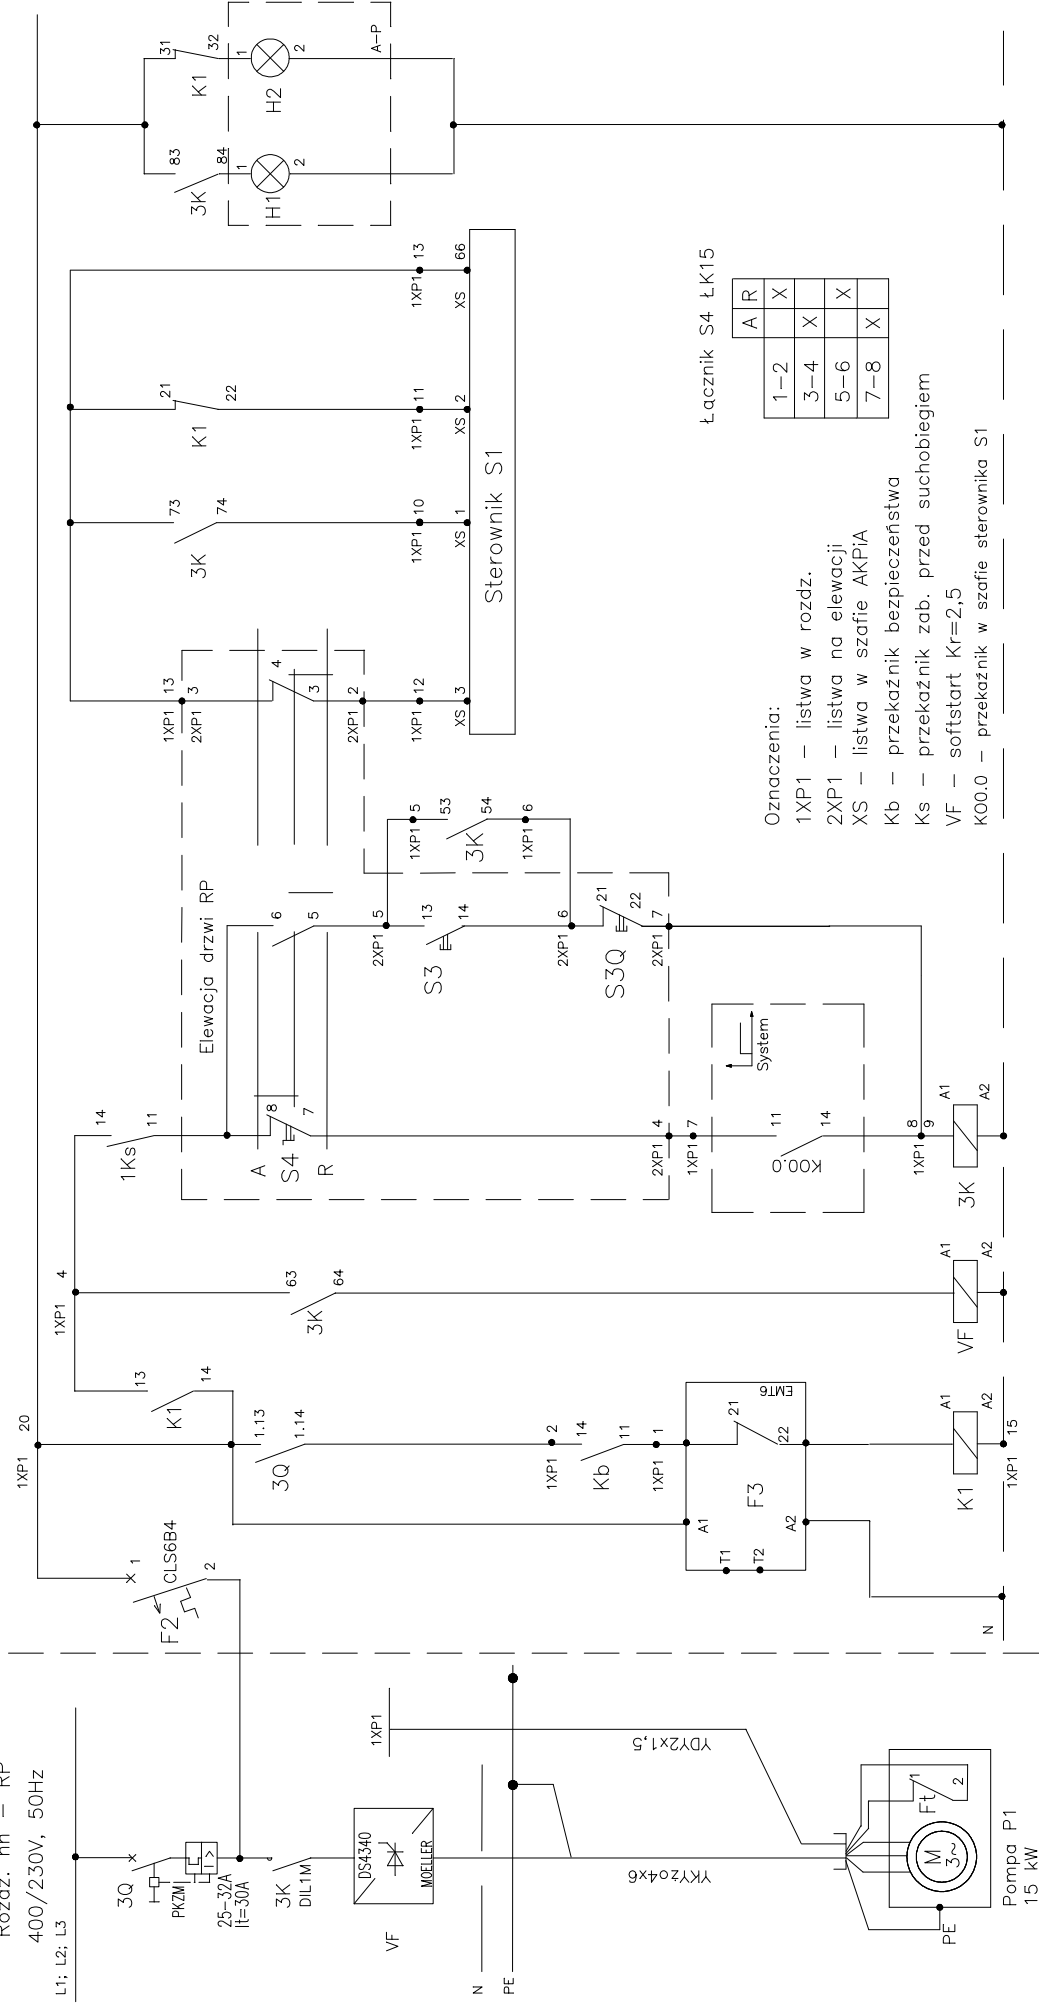 Rozdz. nn – RP
400/230V, 50Hz
L1; L2; L3
3Q
PKZM
I >
25-32A
It=30A
3K
DIL1M
VF
DS4340
MOELLER
N
PE
1XP1
YDY2x1,5
YKYżo4x6
Ft
1
2
M
3~
PE
Pompa P1
15 kW
F2
CLS6B4
1
2
N
1XP1
20
3Q
1.13
1.14
K1
13
14
1XP1
2
Kb
14
11
1XP1
1
F3
EMT6
21
22
A1
A2
T1
T2
K1
A1
A2
1XP1
15
1XP1
4
3K
63
64
VF
A1
A2
1Ks
14
11
A
S4
R
8
7
2XP1
4
1XP1
7
K00.0
11
14
System
1XP1
8
9
3K
A1
A2
Elewacja drzwi RP
6
5
2XP1
5
S3
13
14
2XP1
6
S3Q
21
22
2XP1
7
1XP1
5
3K
53
54
1XP1
6
1XP1
13
2XP1
3
4
3
2XP1
2
1XP1
12
XS
3
3K
73
74
1XP1
10
XS
1
K1
21
22
1XP1
11
XS
2
1XP1
13
XS
66
Sterownik S1
3K
83
84
1
H1
2
K1
31
32
1
H2
2
A-P
Łącznik S4 ŁK15
A R
1-2 X
3-4 X
5-6 X
7-8 X
Oznaczenia:
1XP1 – listwa w rozdz.
2XP1 – listwa na elewacji
XS – listwa w szafie AKPiA
Kb – przekaźnik bezpieczeństwa
Ks – przekaźnik zab. przed suchobiegiem
VF – softstart Kr=2,5
K00.0 – przekaźnik w szafie sterownika S1